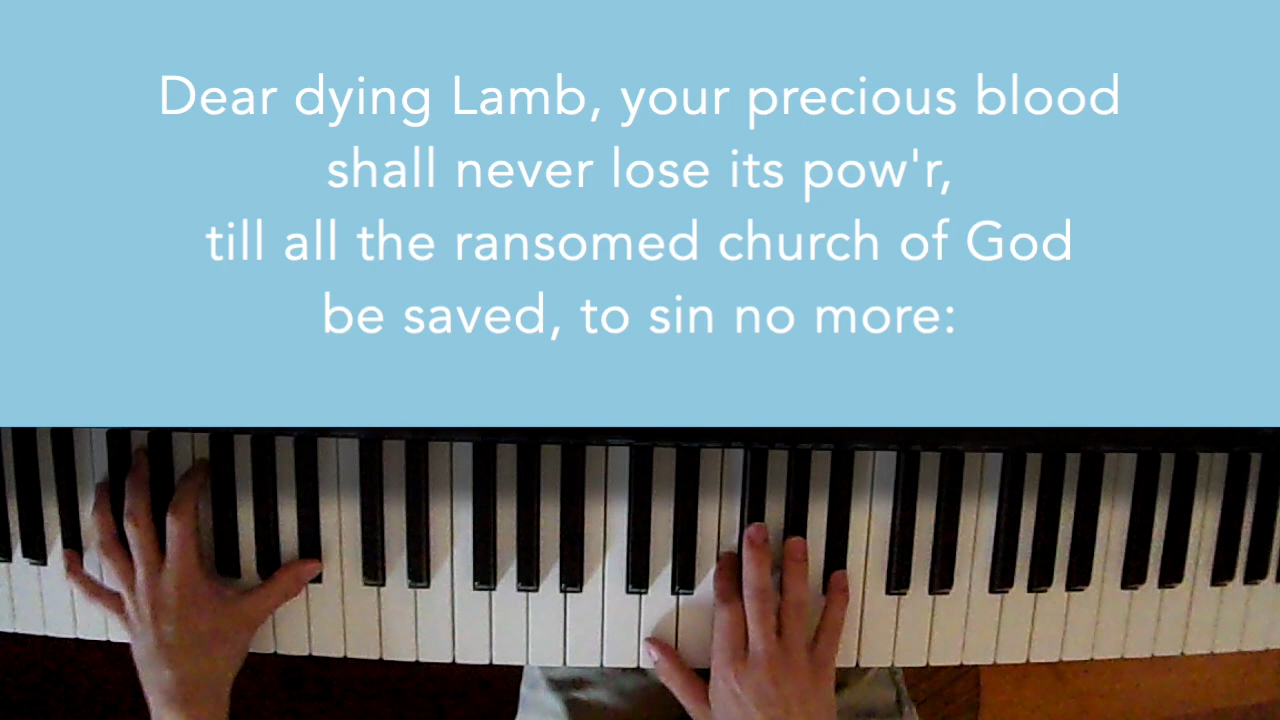 Dear dying Lamb, your precious blood
shall never lose its pow'r,
till all the ransomed church of God
be saved, to sin no more: